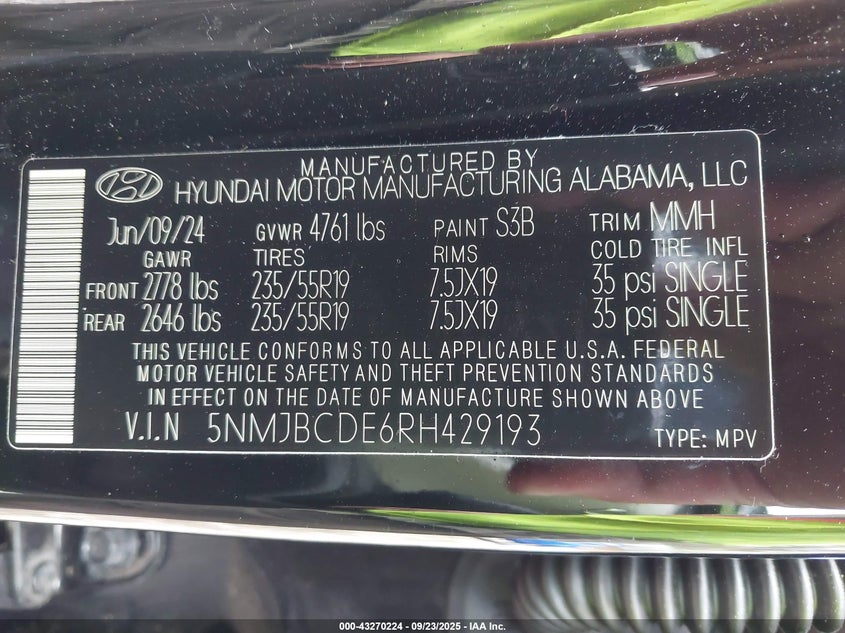 MANUFACTURED BY
HYUNDAI MOTOR MANUFACTURING ALABAMA, LLC
Jun/09/24 GVWR 4761 lbs PAINT S3B TRIM MMH
GAWR TIRES RIMS COLD TIRE INFL
FRONT 2778 lbs 235/55R19 7.5JX19 35 psi SINGLE
REAR 2646 lbs 235/55R19 7.5JX19 35 psi SINGLE
THIS VEHICLE CONFORMS TO ALL APPLICABLE U.S.A. FEDERAL
MOTOR VEHICLE SAFETY AND THEFT PREVENTION STANDARDS
IN EFFECT ON THE DATE OF MANUFACTURE SHOWN ABOVE
V.I.N 5NMJBCDE6RH429193 TYPE: MPV
000-43270224 - 09/23/2025 - IAA Inc.